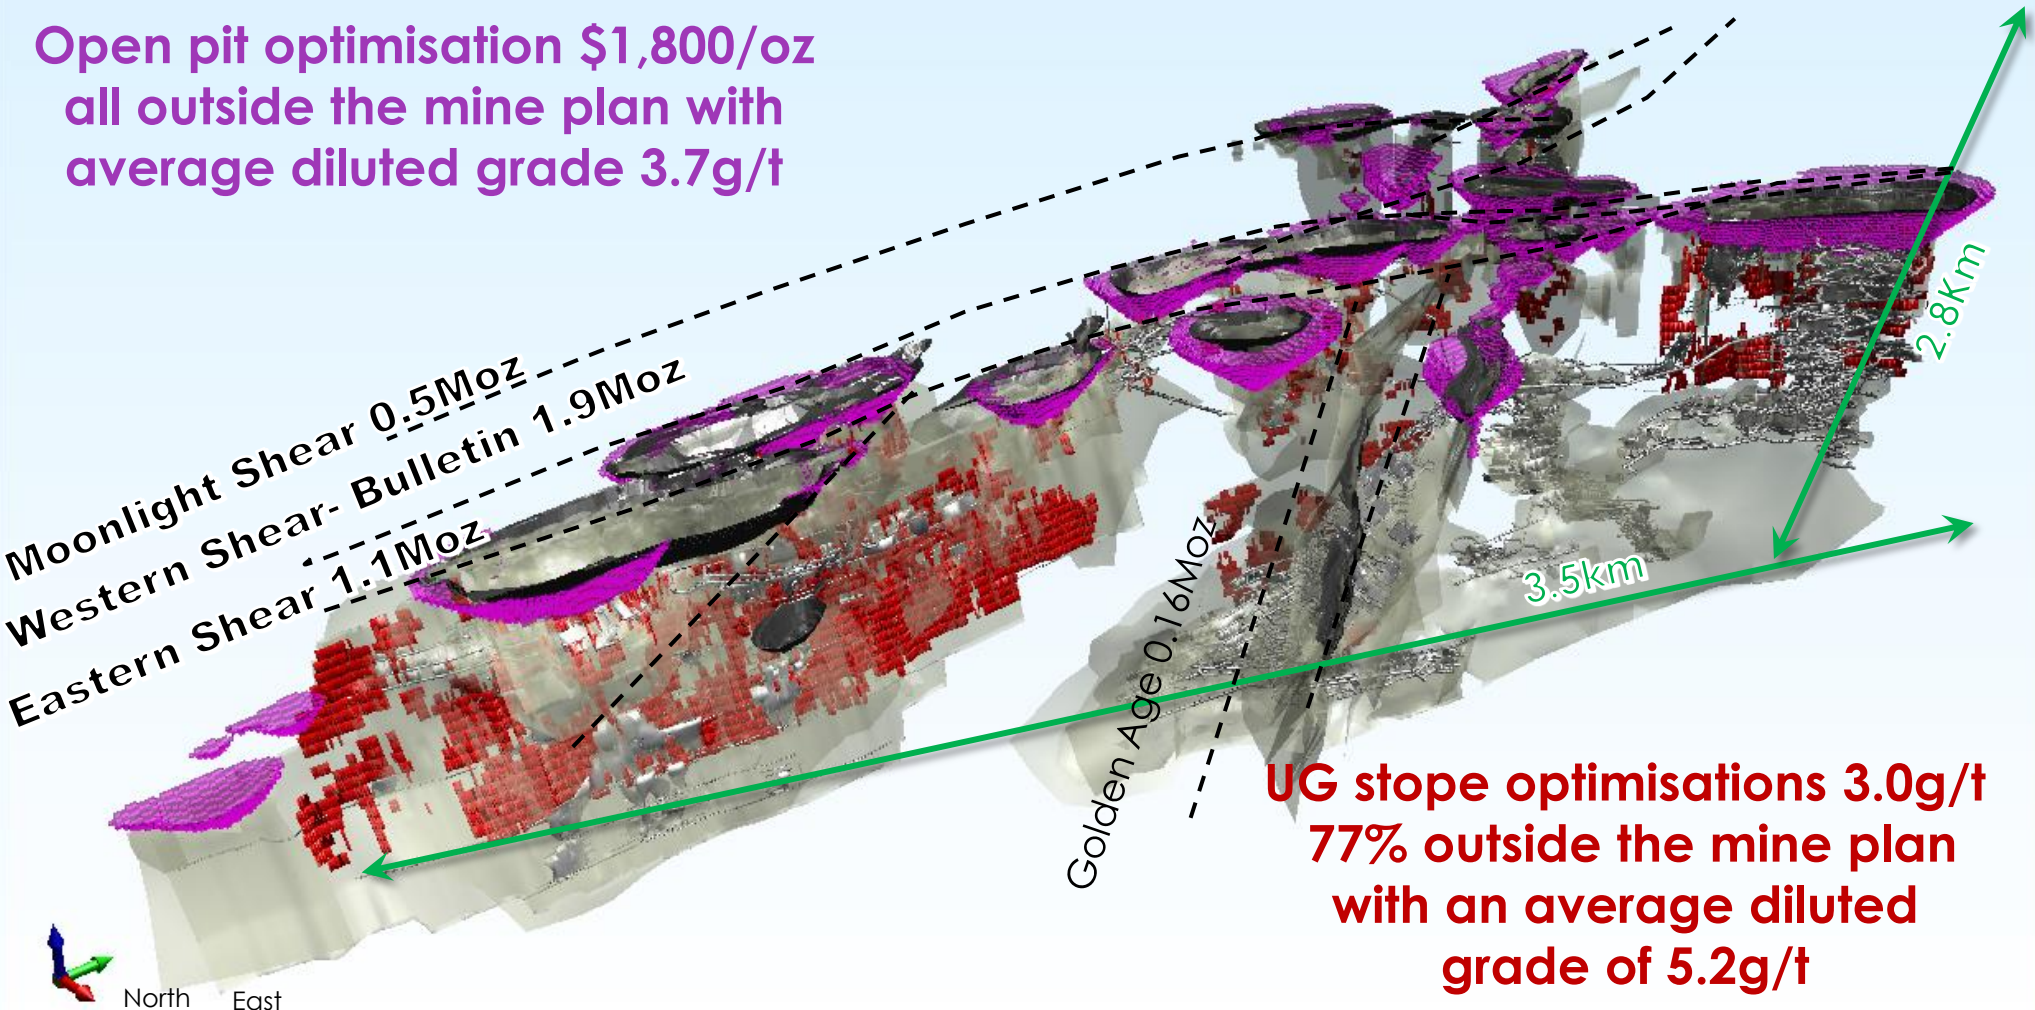 Open pit optimisation $1,800/oz
all outside the mine plan with
average diluted grade 3.7g/t
Moonlight Shear 0.5Moz
Western Shear- Bulletin 1.9Moz
Eastern Shear 1.1Moz
2.8Km
3.5km
Golden Age 0.16Moz
UG stope optimisations 3.0g/t
77% outside the mine plan
with an average diluted
grade of 5.2g/t
North East